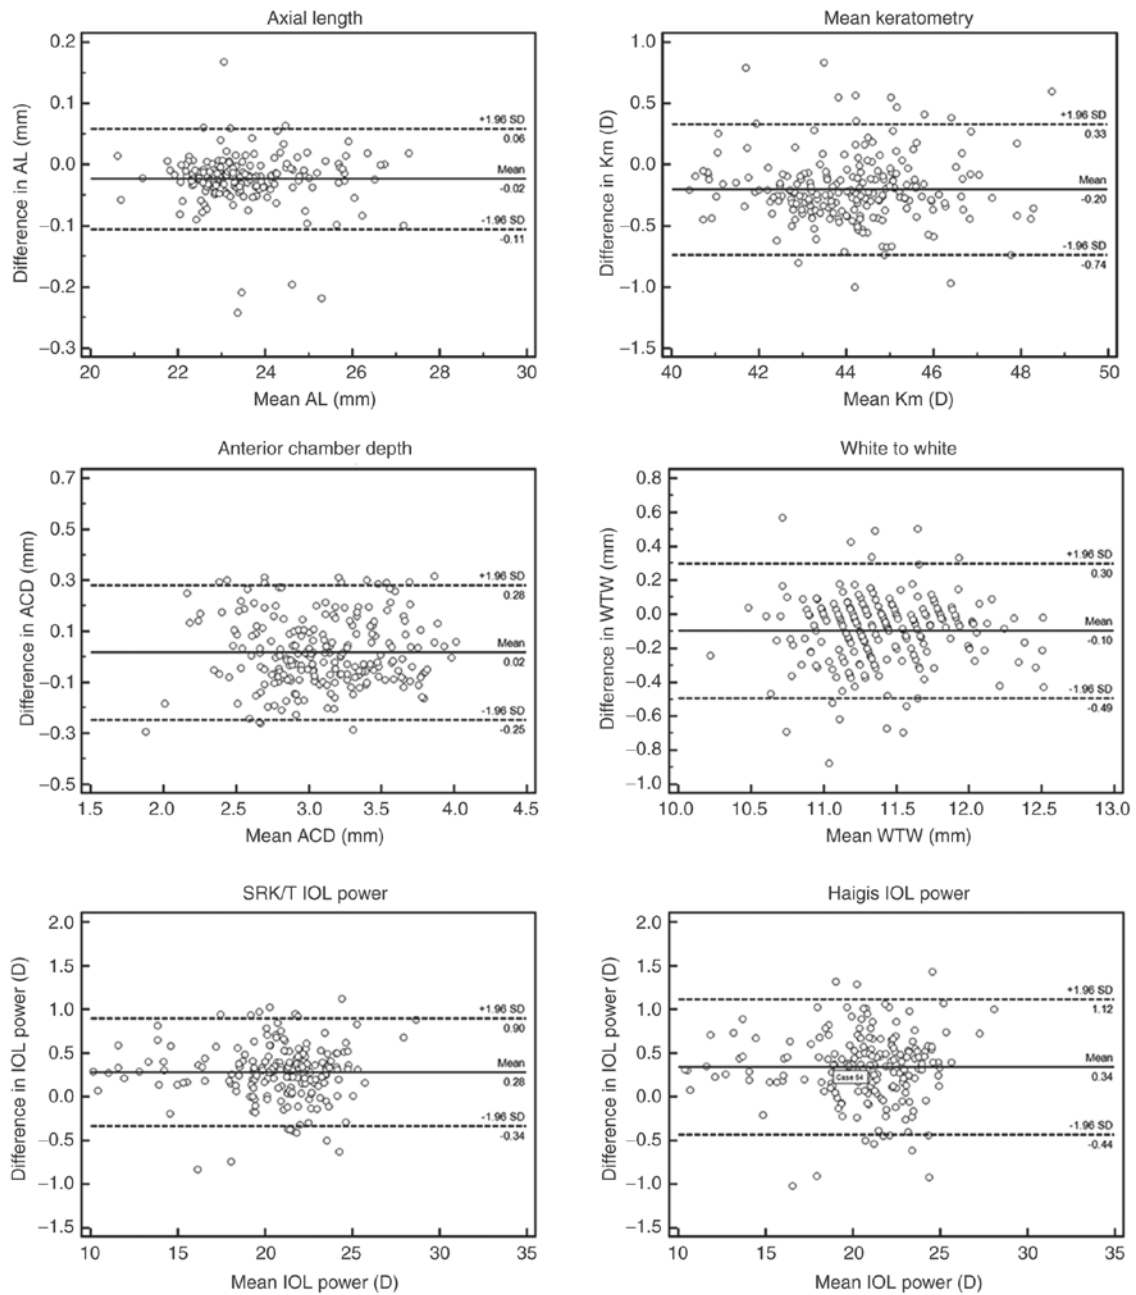 Axial length
0.2
0.1
0.0
−0.1
−0.2
−0.3
+1.96 SD
0.06
Mean
-0.02
-1.96 SD
-0.11
Difference in AL (mm)
20 22 24 26 28 30
Mean AL (mm)
Mean keratometry
1.0
0.5
0.0
−0.5
−1.0
−1.5
+1.96 SD
0.33
Mean
-0.20
-1.96 SD
-0.74
Difference in Km (D)
40 42 44 46 48 50
Mean Km (D)
Anterior chamber depth
0.7
0.5
0.3
0.1
−0.1
−0.3
−0.5
+1.96 SD
0.28
Mean
0.02
-1.96 SD
-0.25
Difference in ACD (mm)
1.5 2.0 2.5 3.0 3.5 4.0 4.5
Mean ACD (mm)
White to white
0.8
0.6
0.4
0.2
0.0
−0.2
−0.4
−0.6
−0.8
−1.0
+1.96 SD
0.30
Mean
-0.10
-1.96 SD
-0.49
Difference in WTW (mm)
10.0 10.5 11.0 11.5 12.0 12.5 13.0
Mean WTW (mm)
SRK/T IOL power
2.0
1.5
1.0
0.5
0.0
−0.5
−1.0
−1.5
+1.96 SD
0.90
Mean
0.28
-1.96 SD
-0.34
Difference in IOL power (D)
10 15 20 25 30 35
Mean IOL power (D)
Haigis IOL power
2.0
1.5
1.0
0.5
0.0
−0.5
−1.0
−1.5
+1.96 SD
1.12
Mean
0.34
-1.96 SD
-0.44
Case 54
Difference in IOL power (D)
10 15 20 25 30 35
Mean IOL power (D)